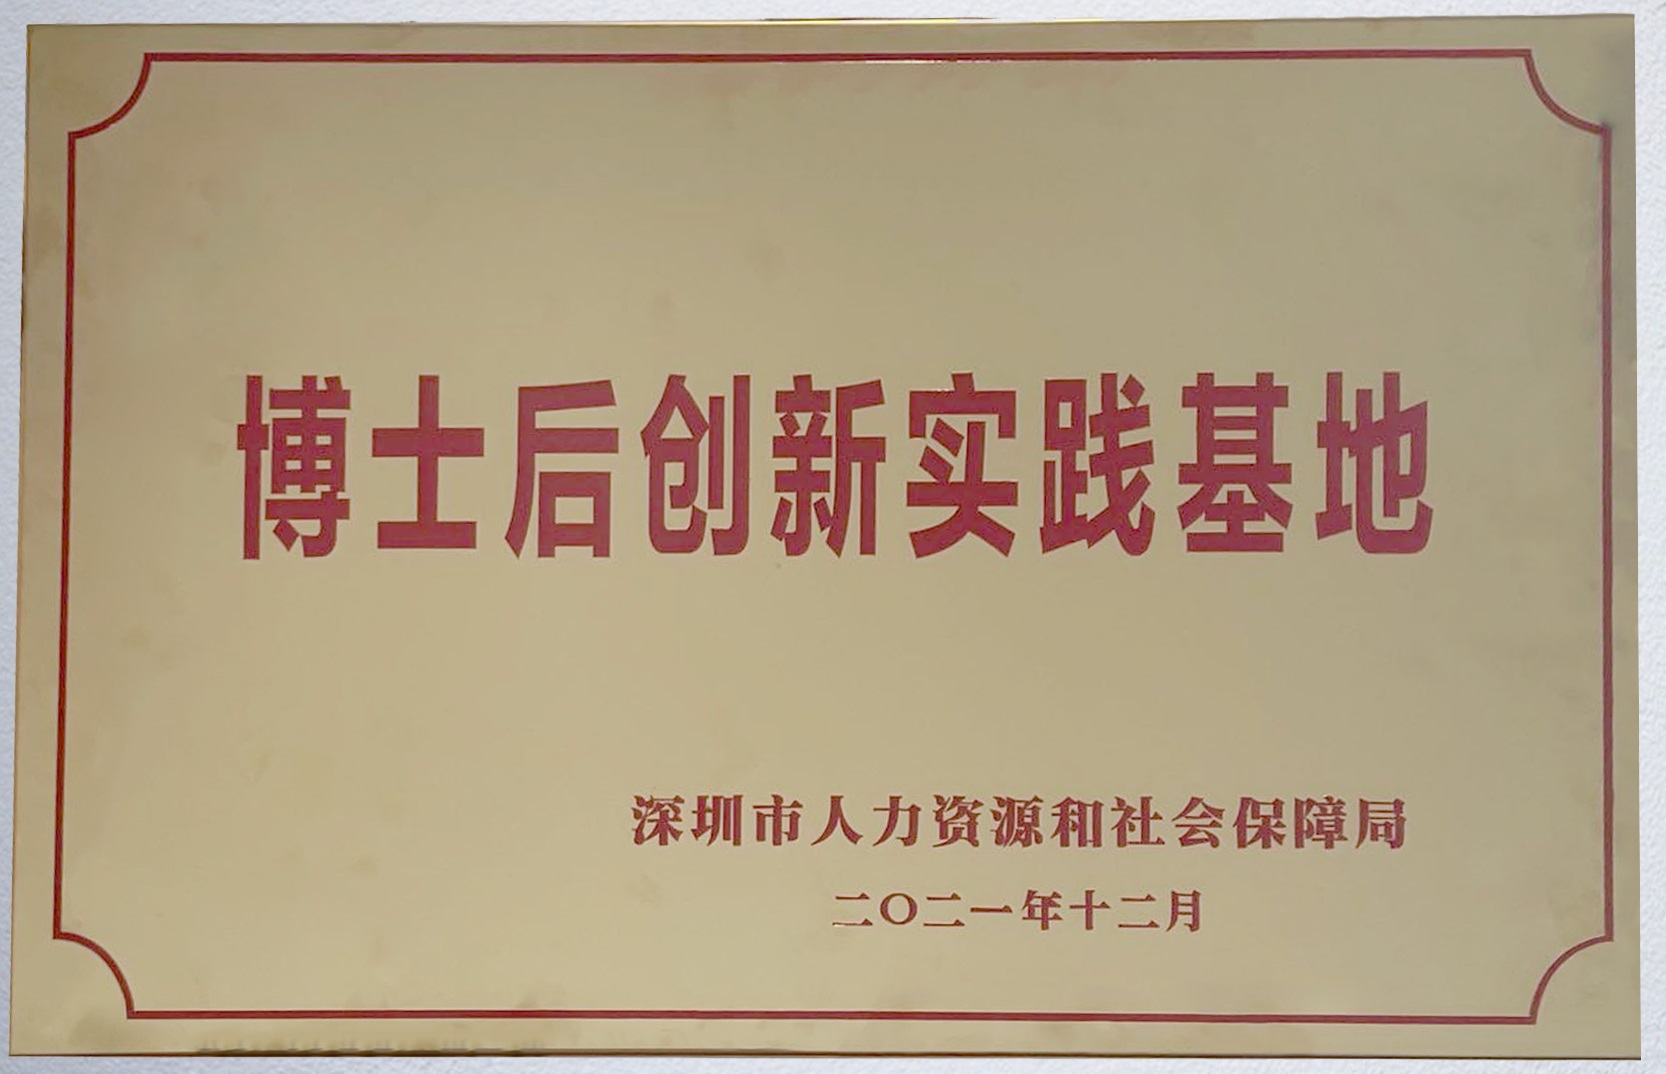 博士后创新实践基地
深圳市人力资源和社会保障局
二〇二一年十二月